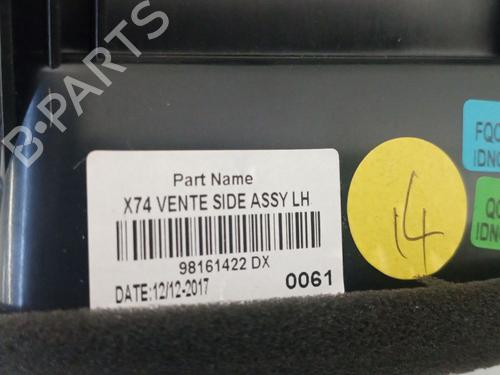 B-PARTS
Part Name
X74 VENTE SIDE ASSY LH
98161422 DX
DATE:12/12-2017
0061
14
FQC
IDNO
QC
IDNO